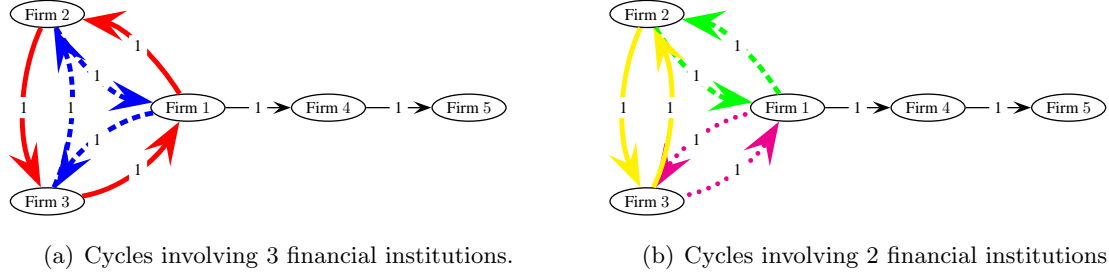 Firm 2
Firm 2
1
1
1
1
1
1
1
1
Firm 1
1
Firm 4
1
Firm 5
Firm 1
1
Firm 4
1
Firm 5
1
1
1
1
Firm 3
Firm 3
(a) Cycles involving 3 financial institutions.
(b) Cycles involving 2 financial institutions